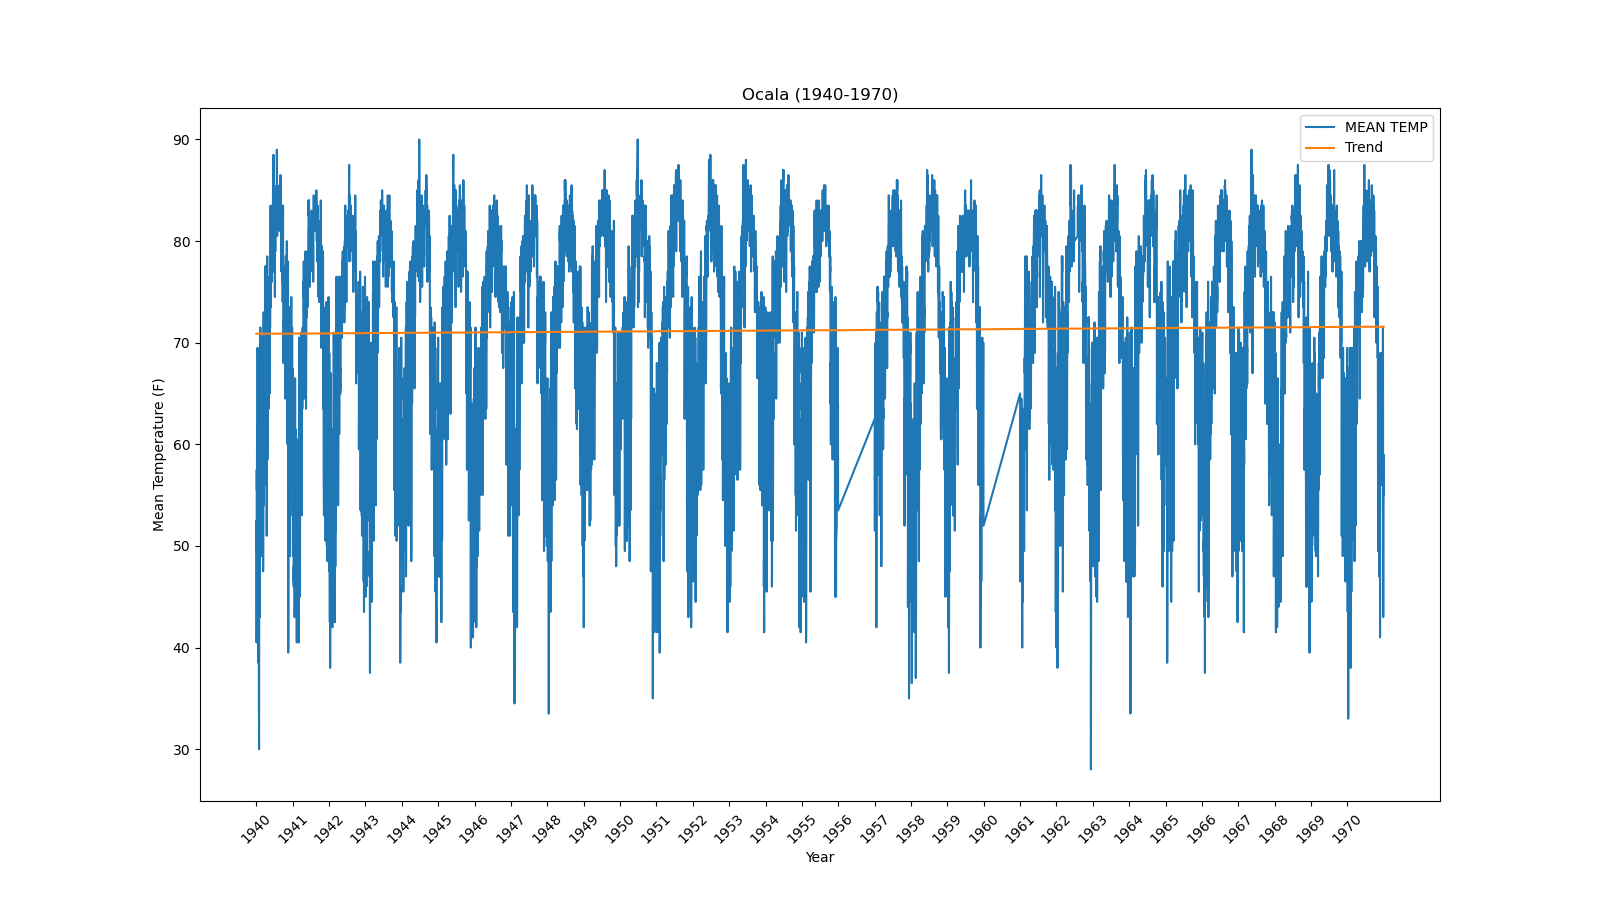 Ocala (1940-1970)
MEAN TEMP
Trend
90
80
70
60
50
40
30
Mean Temperature (F)
1940 1941 1942 1943 1944 1945 1946 1947 1948 1949 1950 1951 1952 1953 1954 1955 1956 1957 1958 1959 1960 1961 1962 1963 1964 1965 1966 1967 1968 1969 1970
Year